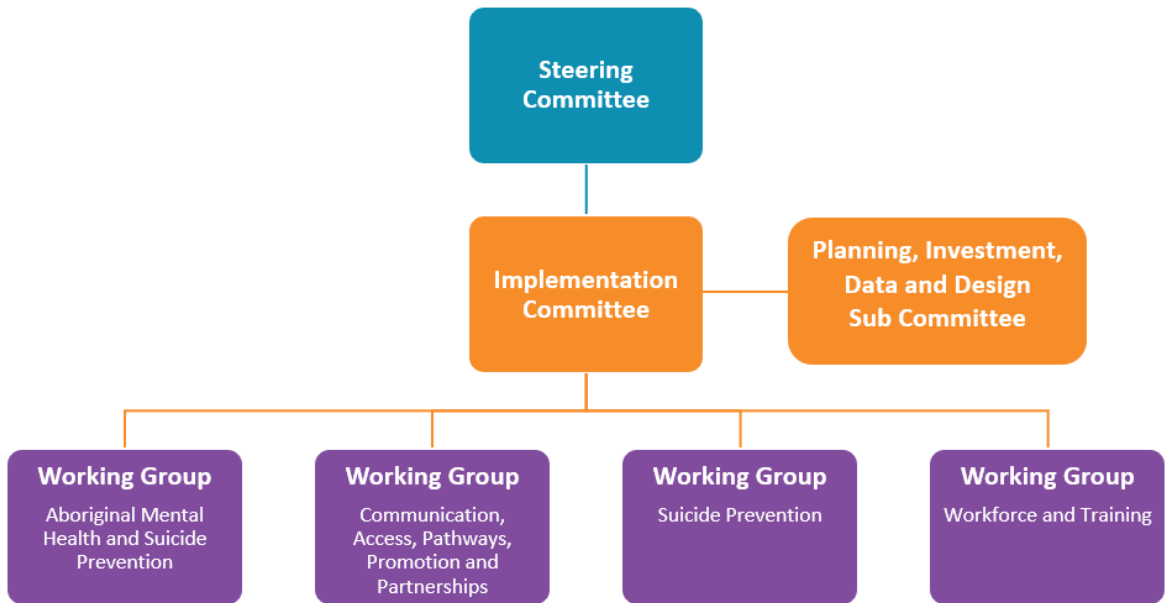 Steering
Committee
Implementation
Committee
Planning, Investment,
Data and Design
Sub Committee
Working Group
Aboriginal Mental
Health and Suicide
Prevention
Working Group
Communication,
Access, Pathways,
Promotion and
Partnerships
Working Group
Suicide Prevention
Working Group
Workforce and Training